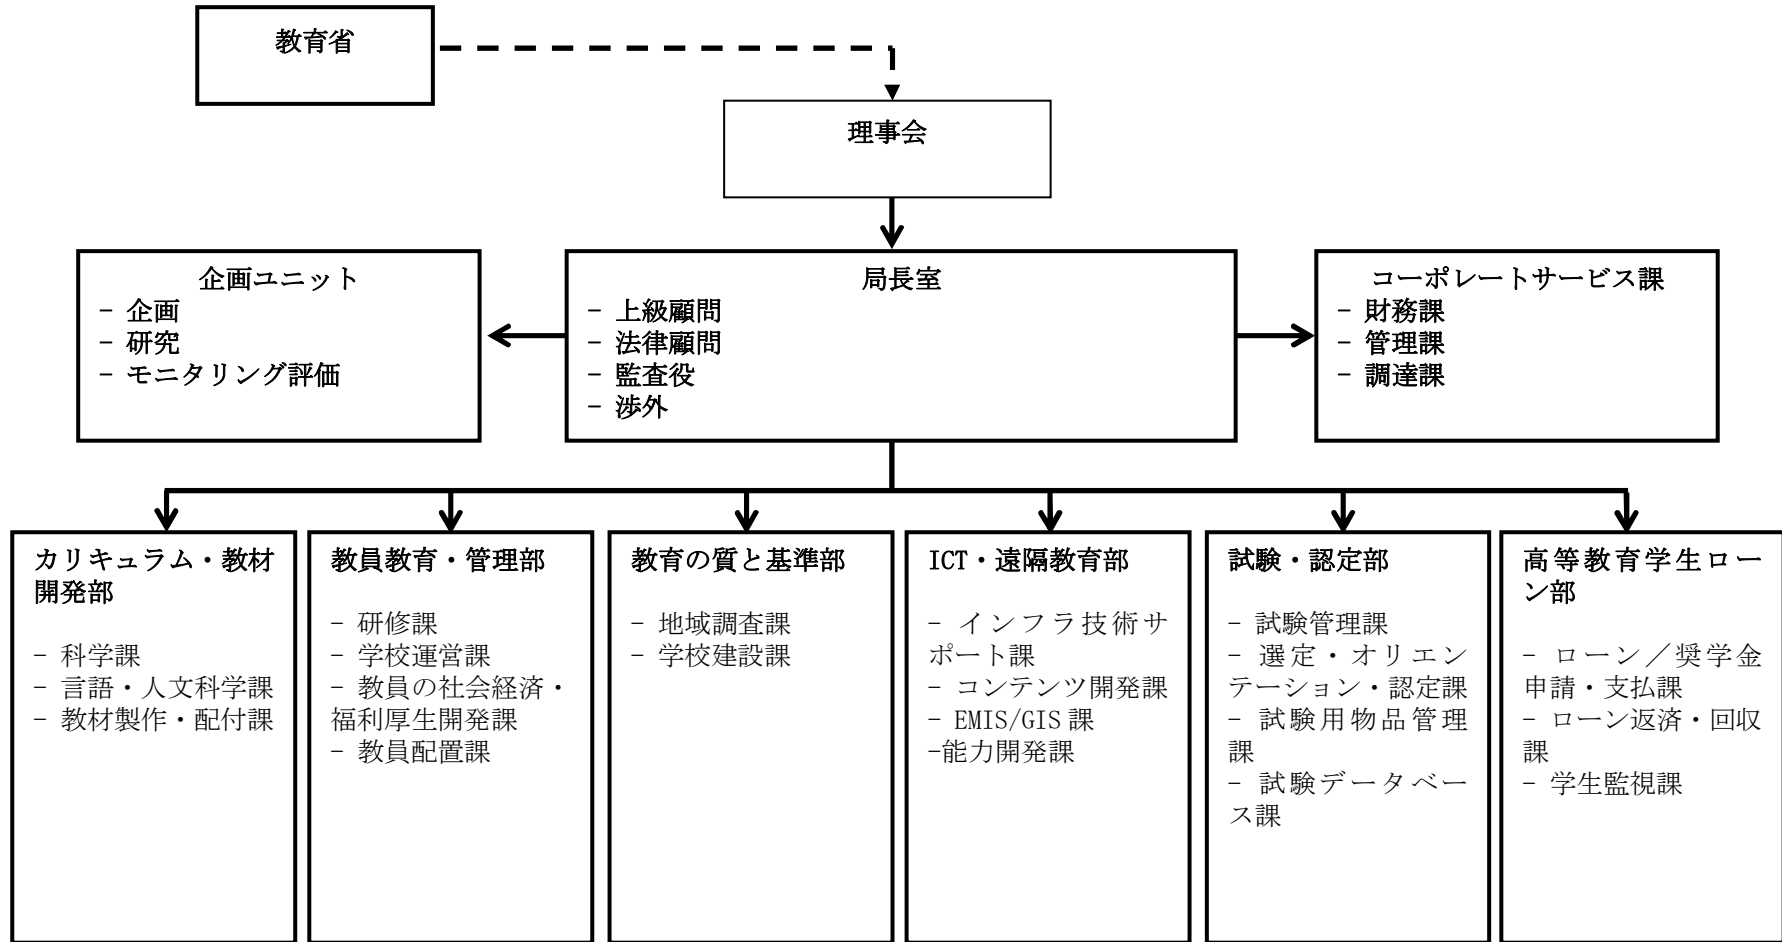 教育省
理事会
企画ユニット
- 企画
- 研究
- モニタリング評価
局長室
- 上級顧問
- 法律顧問
- 監査役
- 渉外
コーポレートサービス課
- 財務課
- 管理課
- 調達課
カリキュラム・教材
開発部
- 科学課
- 言語・人文科学課
- 教材製作・配付課
教員教育・管理部
- 研修課
- 学校運営課
- 教員の社会経済・
福利厚生開発課
- 教員配置課
教育の質と基準部
- 地域調査課
- 学校建設課
ICT・遠隔教育部
- インフラ技術サ
ポート課
- コンテンツ開発課
- EMIS/GIS 課
-能力開発課
試験・認定部
- 試験管理課
- 選定・オリエン
テーション・認定課
- 試験用物品管理
課
- 試験データベー
ス課
高等教育学生ロー
ン部
- ローン／奨学金
申請・支払課
- ローン返済・回収
課
- 学生監視課